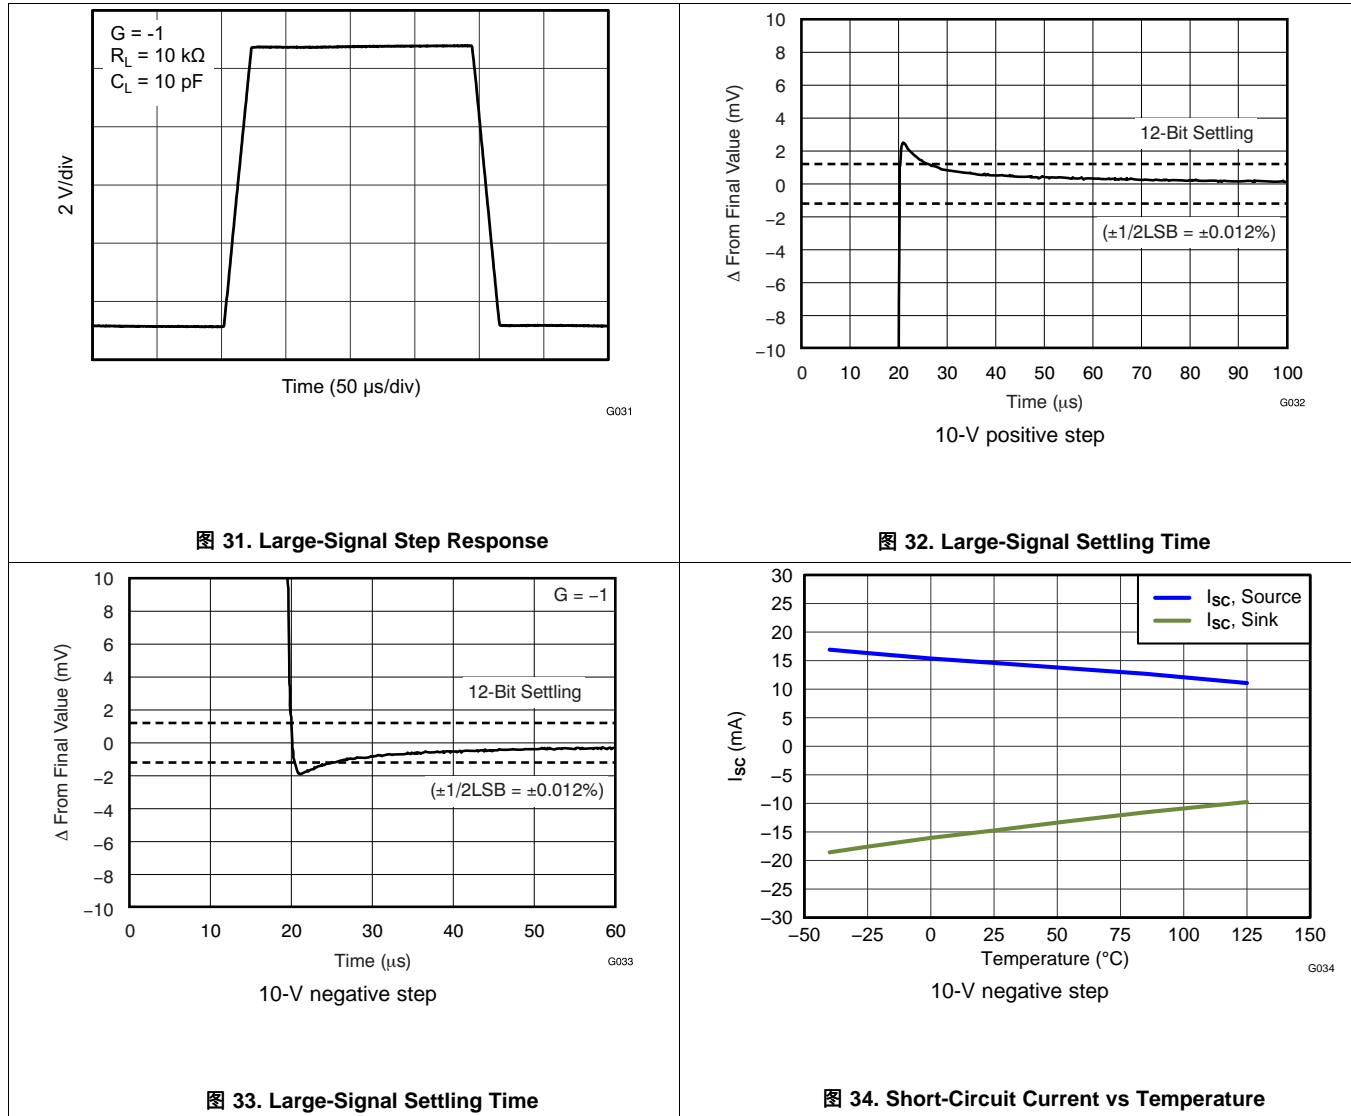 G = -1
R_L = 10 kΩ
C_L = 10 pF
2 V/div
Time (50 µs/div)
G031
图 31. Large-Signal Step Response
10
8
6
4
2
0
−2
−4
−6
−8
−10
Δ From Final Value (mV)
12-Bit Settling
(±1/2LSB = ±0.012%)
0 10 20 30 40 50 60 70 80 90 100
Time (µs)
G032
10-V positive step
图 32. Large-Signal Settling Time
10
8
6
4
2
0
−2
−4
−6
−8
−10
Δ From Final Value (mV)
G = −1
12-Bit Settling
(±1/2LSB = ±0.012%)
0 10 20 30 40 50 60
Time (µs)
G033
10-V negative step
图 33. Large-Signal Settling Time
30
25
20
15
10
5
0
−5
−10
−15
−20
−25
−30
I_SC (mA)
I_SC, Source
I_SC, Sink
−50 −25 0 25 50 75 100 125 150
Temperature (°C)
G034
10-V negative step
图 34. Short-Circuit Current vs Temperature